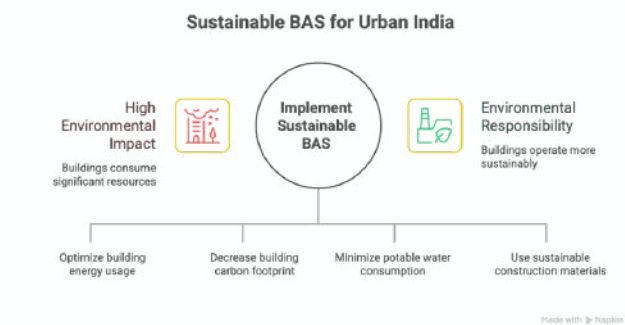 Sustainable BAS for Urban India
High
Environmental
Impact
Buildings consume
significant resources
Implement
Sustainable
BAS
Environmental
Responsibility
Buildings operate more
sustainably
Optimize building
energy usage
Decrease building
carbon footprint
Minimize potable water
consumption
Use sustainable
construction materials
Made with Napkin